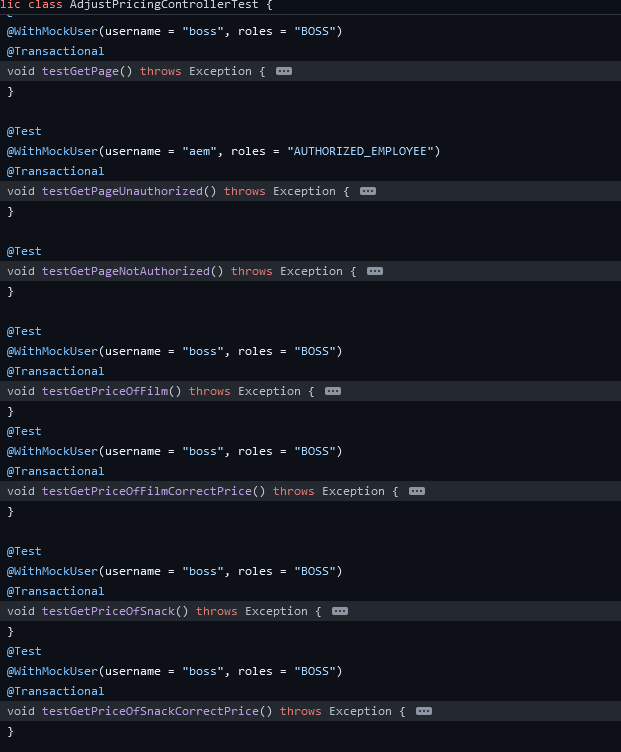 lic class AdjustPricingControllerTest {
@WithMockUser(username = "boss", roles = "BOSS")
@Transactional
void testGetPage() throws Exception {
}
@Test
@WithMockUser(username = "aem", roles = "AUTHORIZED_EMPLOYEE")
@Transactional
void testGetPageUnauthorized() throws Exception {
}
@Test
void testGetPageNotAuthorized() throws Exception {
}
@Test
@WithMockUser(username = "boss", roles = "BOSS")
@Transactional
void testGetPriceOfFilm() throws Exception {
}
@Test
@WithMockUser(username = "boss", roles = "BOSS")
@Transactional
void testGetPriceOfFilmCorrectPrice() throws Exception {
}
@Test
@WithMockUser(username = "boss", roles = "BOSS")
@Transactional
void testGetPriceOfSnack() throws Exception {
}
@Test
@WithMockUser(username = "boss", roles = "BOSS")
@Transactional
void testGetPriceOfSnackCorrectPrice() throws Exception {
}